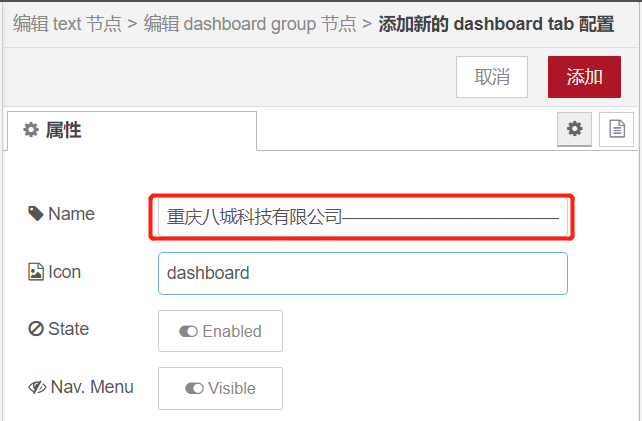 编辑 text 节点 > 编辑 dashboard group 节点 > 添加新的 dashboard tab 配置
取消 添加
属性
Name 重庆八城科技有限公司————————————
Icon dashboard
State Enabled
Nav. Menu Visible